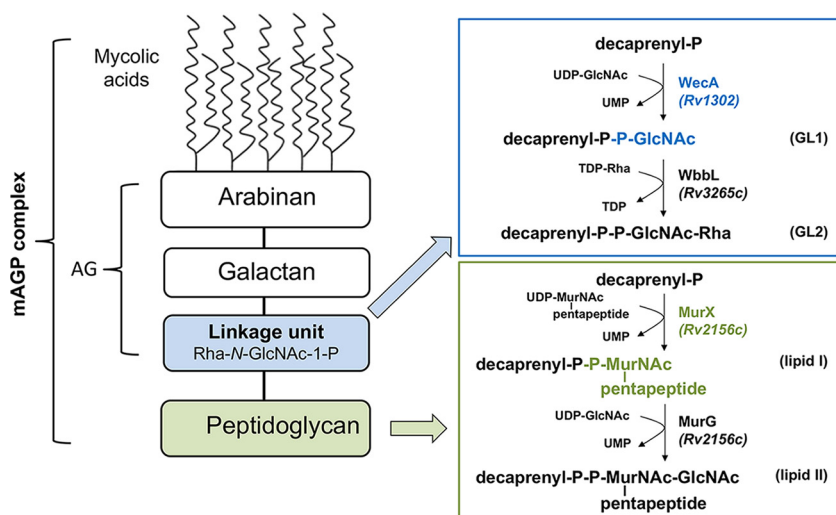 mAGP complex
Mycolic
acids
AG
Arabinan
Galactan
Linkage unit
Rha-N-GlcNAc-1-P
Peptidoglycan
decaprenyl-P
UDP-GlcNAc
WecA
UMP
(Rv1302)
decaprenyl-P-P-GlcNAc (GL1)
TDP-Rha
WbbL
TDP
(Rv3265c)
decaprenyl-P-P-GlcNAc-Rha (GL2)
decaprenyl-P
UDP-MurNAc
pentapeptide
MurX
UMP
(Rv2156c)
decaprenyl-P-P-MurNAc (lipid I)
pentapeptide
UDP-GlcNAc
MurG
UMP
(Rv2156c)
decaprenyl-P-P-MurNAc-GlcNAc (lipid II)
pentapeptide